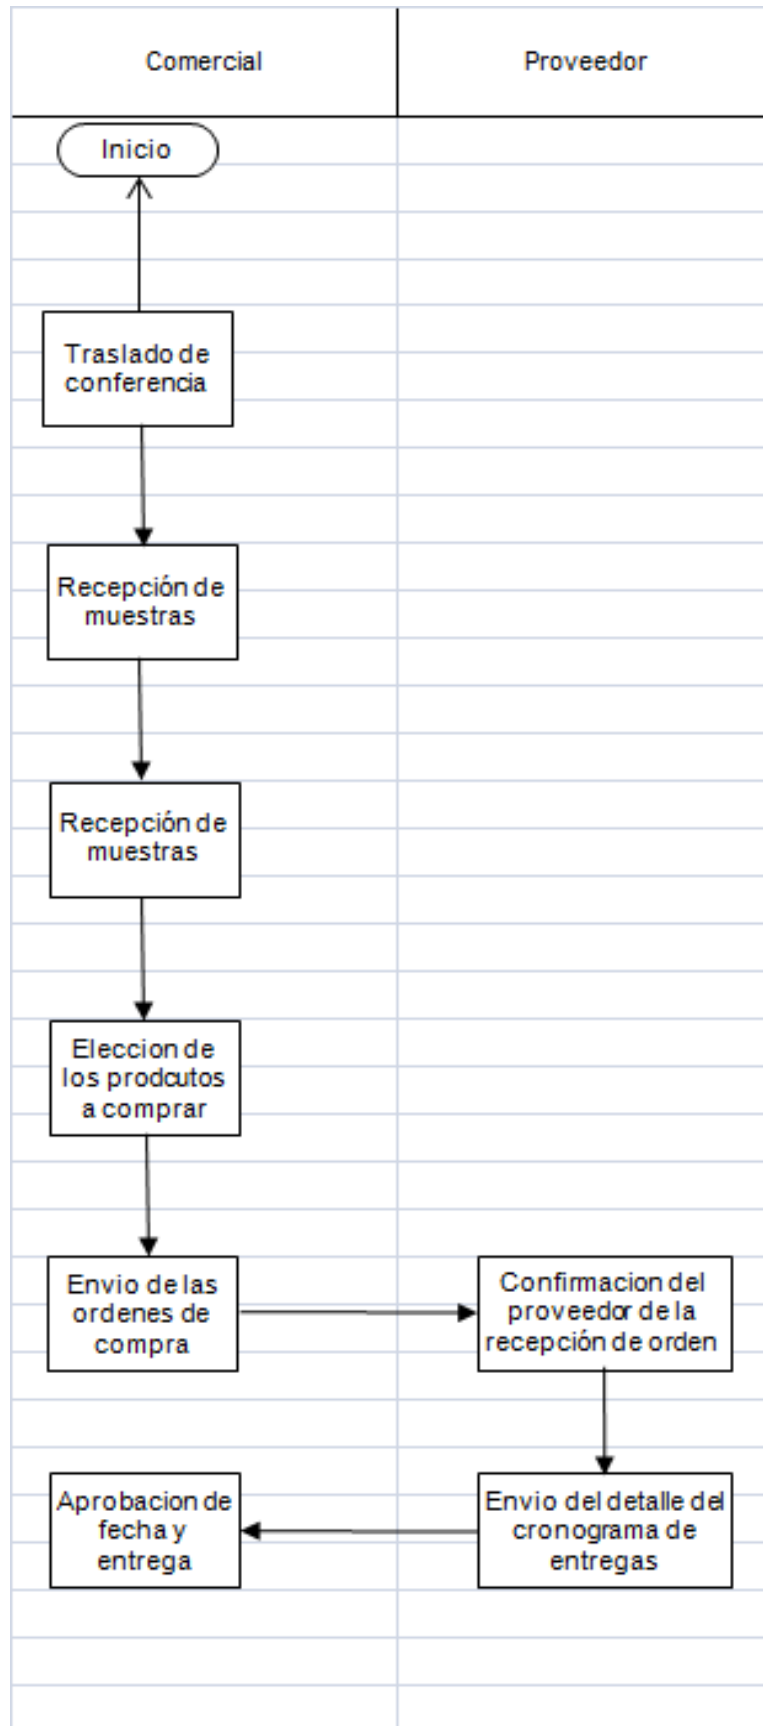 Comercial
Proveedor
Inicio
Traslado de
conferencia
Recepción de
muestras
Recepción de
muestras
Eleccion de
los prodcutos
a comprar
Envio de las
ordenes de
compra
Confirmacion del
proveedor de la
recepción de orden
Aprobacion de
fecha y
entrega
Envio del detalle del
cronograma de
entregas